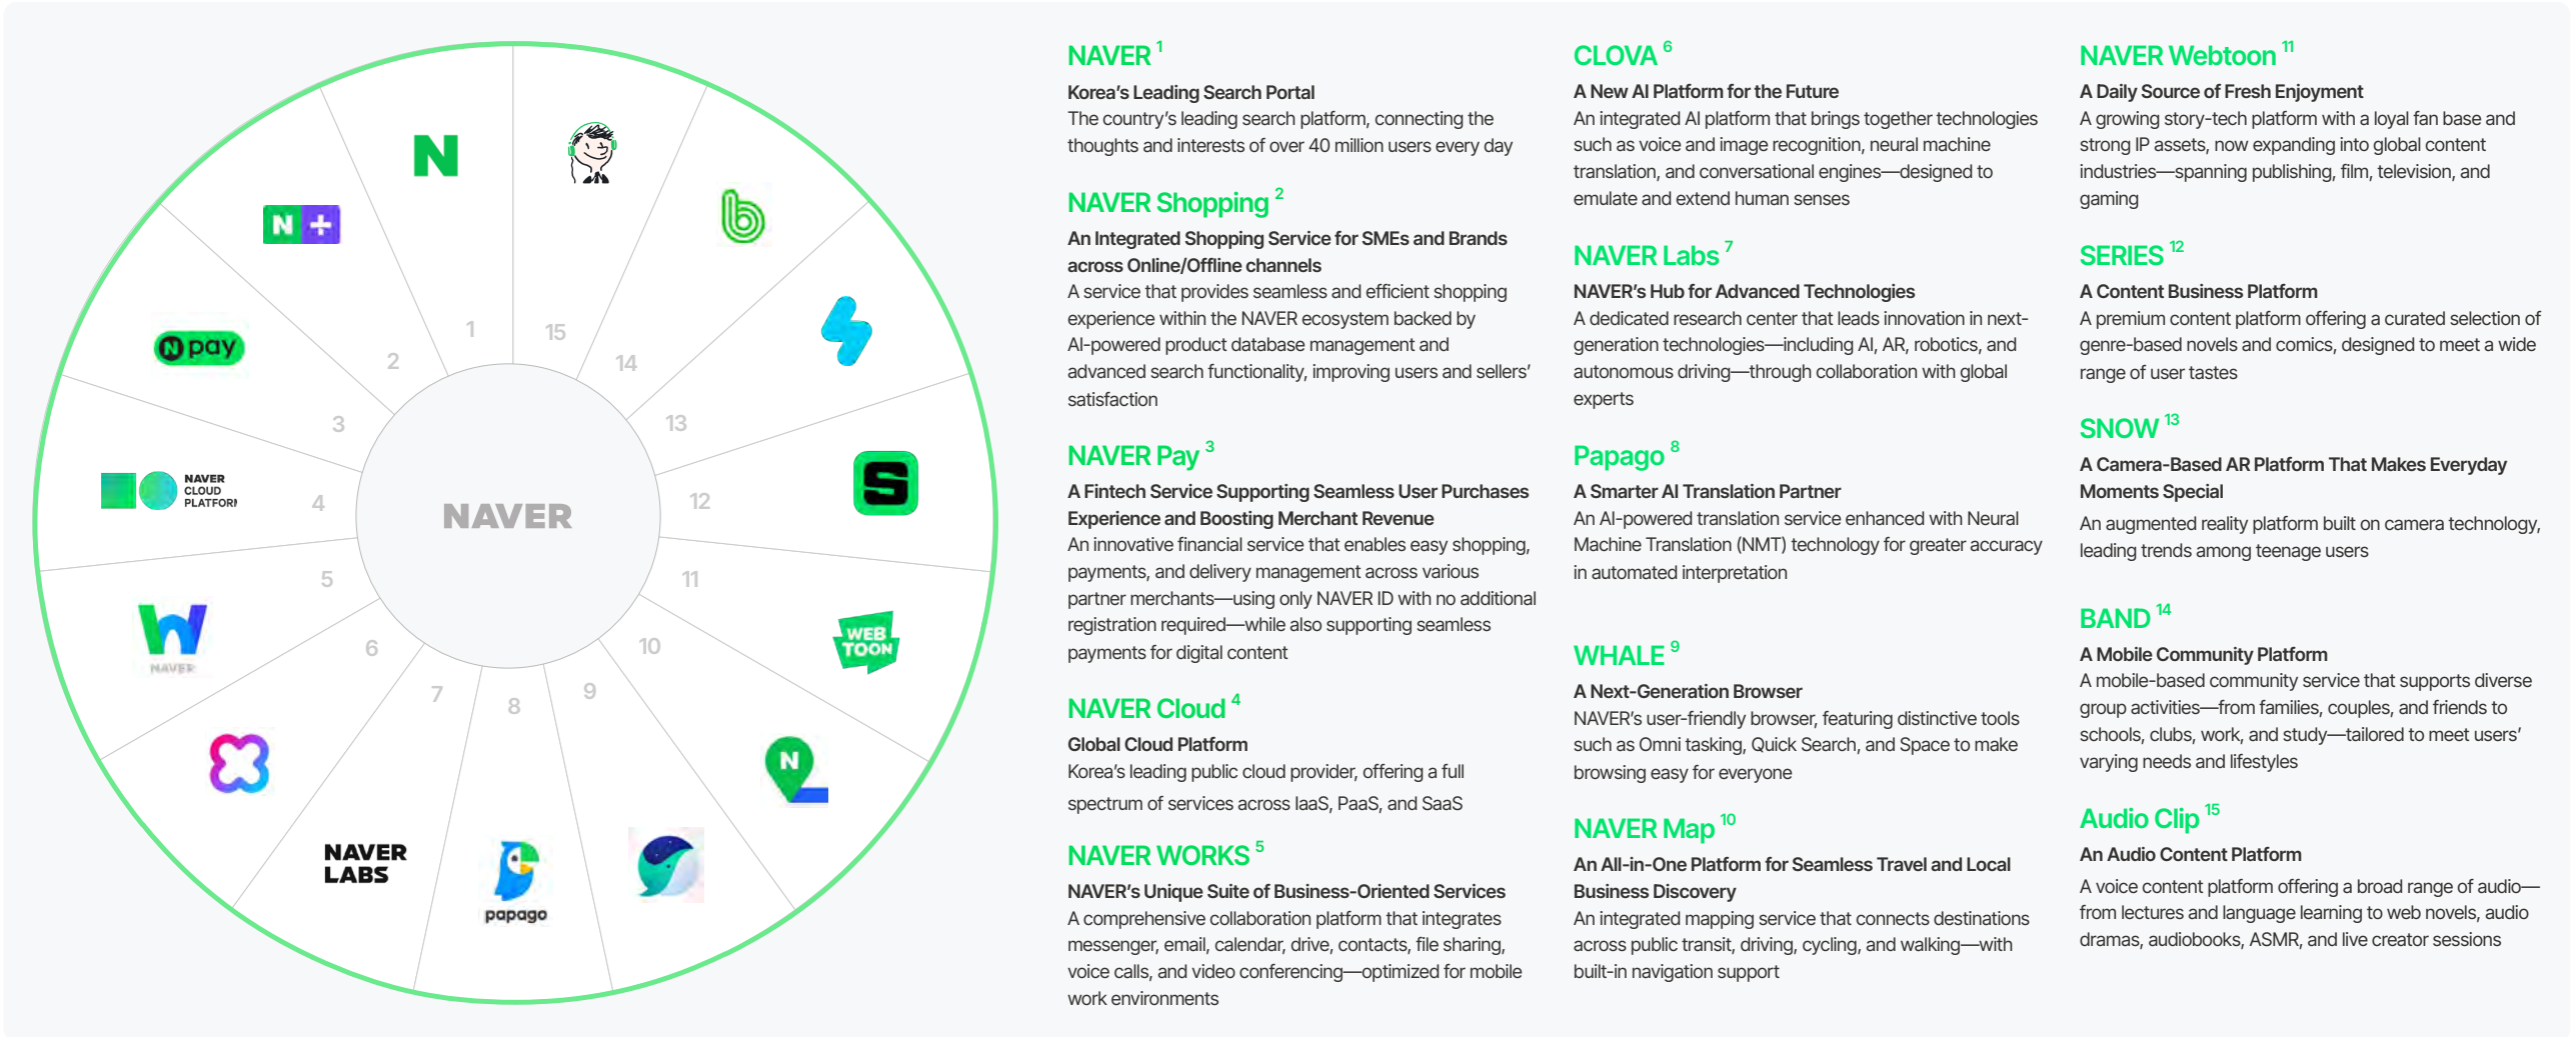 N
N +
N pay
NAVER
CLOUD
PLATFOR
NAVER
NAVER
LABS
papago
N
WEB
TOON
S
b
1
2
3
4
5
6
7
8
9
10
11
12
13
14
15
NAVER
NAVER 1
Korea’s Leading Search Portal
The country’s leading search platform, connecting the
thoughts and interests of over 40 million users every day
NAVER Shopping 2
An Integrated Shopping Service for SMEs and Brands
across Online/Offline channels
A service that provides seamless and efficient shopping
experience within the NAVER ecosystem backed by
AI-powered product database management and
advanced search functionality, improving users and sellers’
satisfaction
NAVER Pay 3
A Fintech Service Supporting Seamless User Purchases
Experience and Boosting Merchant Revenue
An innovative financial service that enables easy shopping,
payments, and delivery management across various
partner merchants—using only NAVER ID with no additional
registration required—while also supporting seamless
payments for digital content
NAVER Cloud 4
Global Cloud Platform
Korea’s leading public cloud provider, offering a full
spectrum of services across IaaS, PaaS, and SaaS
NAVER WORKS 5
NAVER’s Unique Suite of Business-Oriented Services
A comprehensive collaboration platform that integrates
messenger, email, calendar, drive, contacts, file sharing,
voice calls, and video conferencing—optimized for mobile
work environments
CLOVA 6
A New AI Platform for the Future
An integrated AI platform that brings together technologies
such as voice and image recognition, neural machine
translation, and conversational engines—designed to
emulate and extend human senses
NAVER Labs 7
NAVER’s Hub for Advanced Technologies
A dedicated research center that leads innovation in next-
generation technologies—including AI, AR, robotics, and
autonomous driving—through collaboration with global
experts
Papago 8
A Smarter AI Translation Partner
An AI-powered translation service enhanced with Neural
Machine Translation (NMT) technology for greater accuracy
in automated interpretation
WHALE 9
A Next-Generation Browser
NAVER’s user-friendly browser, featuring distinctive tools
such as Omni tasking, Quick Search, and Space to make
browsing easy for everyone
NAVER Map 10
An All-in-One Platform for Seamless Travel and Local
Business Discovery
An integrated mapping service that connects destinations
across public transit, driving, cycling, and walking—with
built-in navigation support
NAVER Webtoon 11
A Daily Source of Fresh Enjoyment
A growing story-tech platform with a loyal fan base and
strong IP assets, now expanding into global content
industries—spanning publishing, film, television, and
gaming
SERIES 12
A Content Business Platform
A premium content platform offering a curated selection of
genre-based novels and comics, designed to meet a wide
range of user tastes
SNOW 13
A Camera-Based AR Platform That Makes Everyday
Moments Special
An augmented reality platform built on camera technology,
leading trends among teenage users
BAND 14
A Mobile Community Platform
A mobile-based community service that supports diverse
group activities—from families, couples, and friends to
schools, clubs, work, and study—tailored to meet users’
varying needs and lifestyles
Audio Clip 15
An Audio Content Platform
A voice content platform offering a broad range of audio—
from lectures and language learning to web novels, audio
dramas, audiobooks, ASMR, and live creator sessions